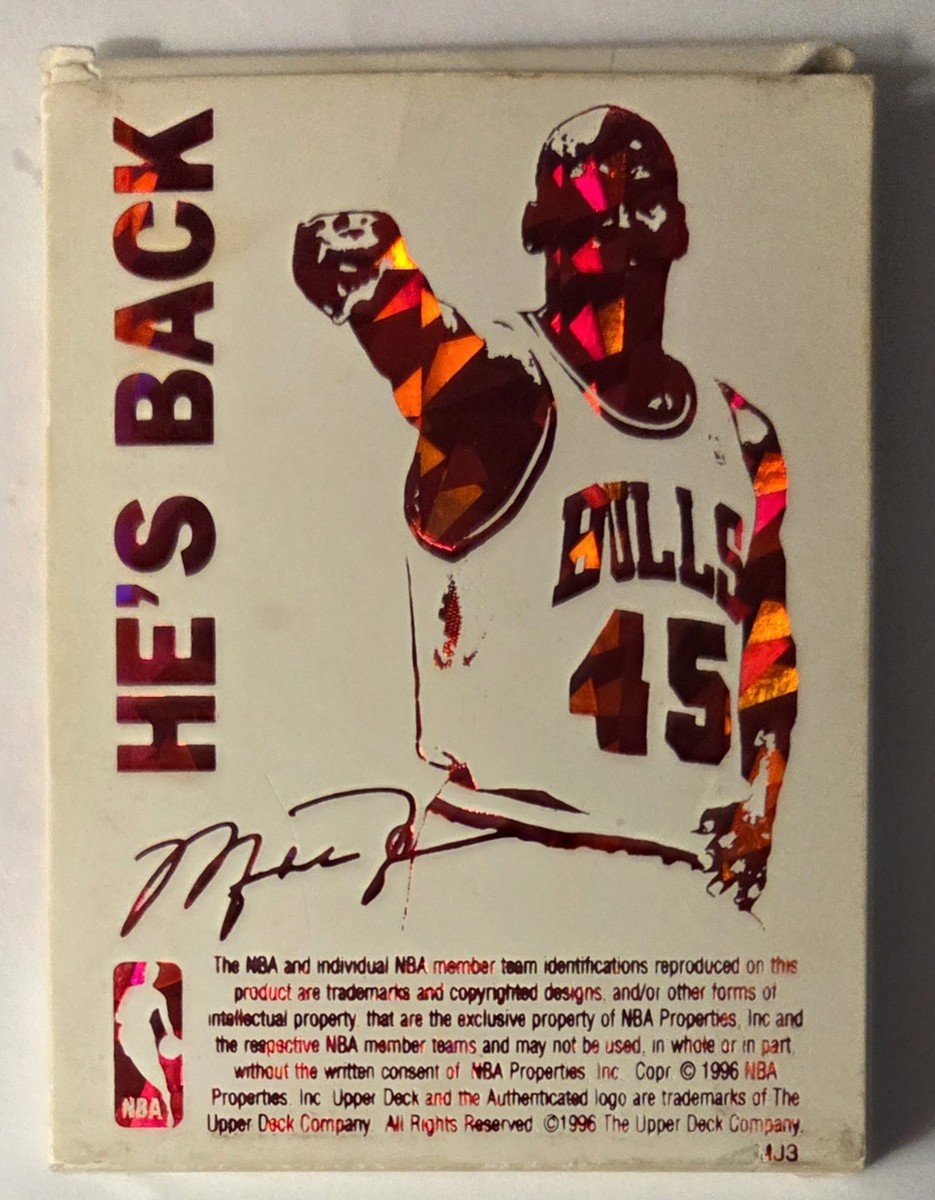 HE'S BACK
BULLS
45
NBA
The NBA and individual NBA member team identifications reproduced on this
product are trademarks and copyrighted designs, and/or other forms of
intellectual property, that are the exclusive property of NBA Properties, Inc and
the respective NBA member teams and may not be used, in whole or in part,
without the written consent of NBA Properties, Inc. Copr. © 1996 NBA
Properties, Inc. Upper Deck and the Authenticated logo are trademarks of The
Upper Deck Company. All Rights Reserved. ©1996 The Upper Deck Company.
MJ3